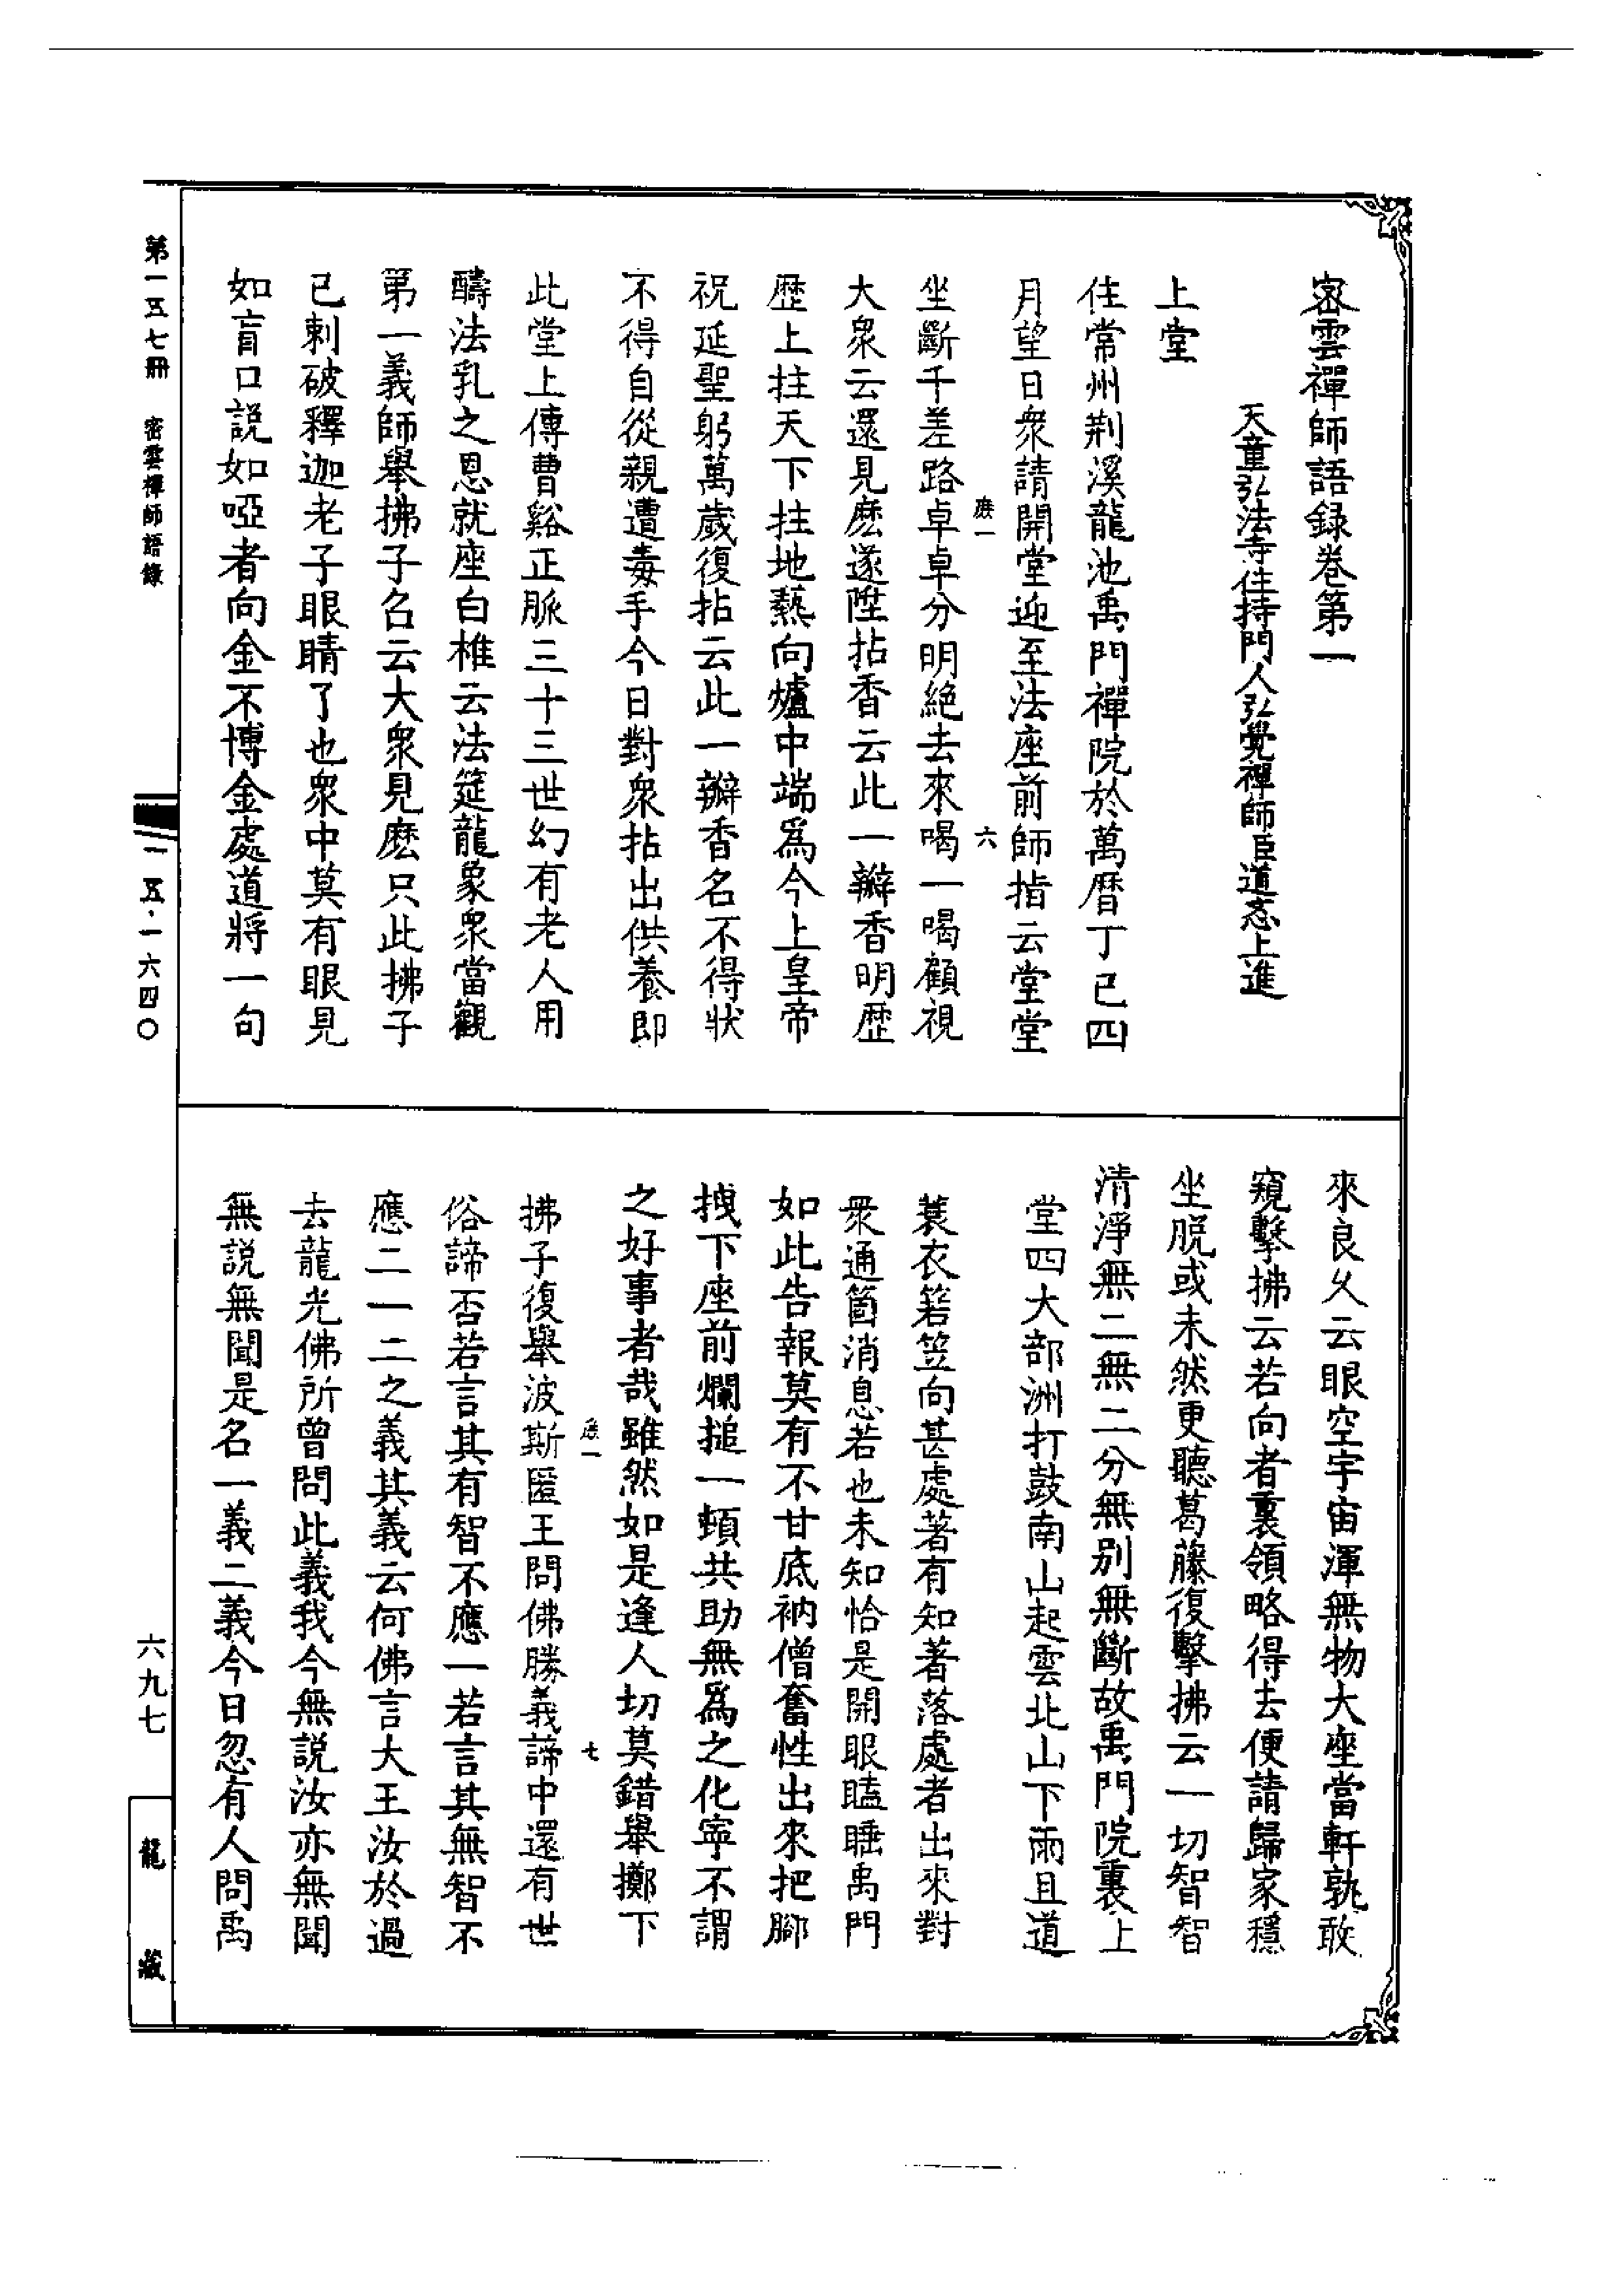 密雲禪師語録卷第一
天童弘法寺住持門人弘覺禪師臣道忞上進
上堂
住常州荆溪龍池禹門禪院於萬曆丁巳四
月望日衆請開堂迎至法座前師指云堂堂
六
坐斷千差路卓卓分明絶去來喝一喝顧視
大衆云還見麽遂陞拈香云此一瓣香明歷
歷上拄天下拄地熱向爐中端爲今上皇帝
祝延聖躬萬歲復拈云此一瓣香名不得狀
不得自從親遭毒手今日對衆拈出供養即
此堂上傳曹谿正脈三十三世幻有老人用
醻法乳之恩就座白椎云法筵龍象衆當觀
第一義師舉拂子召云大衆見麽只此拂子
已刺破釋迦老子眼睛了也衆中莫有眼見
如盲口説如啞者向金不博金處道將一句
來良久云眼空宇宙渾無物大座當軒孰敢
窺擊拂云若向者裏領略得去便請歸家穩
坐脱或未然更聽葛藤復擊拂云一切智智
清淨無二無二分無別無斷故禹門院裏上
堂四大部洲打鼓南山起雲北山下雨且道
蓑衣箬笠向甚處著有知著落處者出來對
衆通箇消息若也未知恰是開眼瞌睡禹門
如此告報莫有不甘底衲僧奮性出來把腳
拽下座前爛搥一頓共助無爲之化寧不謂
之好事者哉雖然如是逢人切莫錯舉擲下
七
拂子復舉波斯匿王問佛勝義諦中還有世
俗諦否若言其有智不應一若言其無智不
應二一二之義其義云何佛言大王汝於過
去龍光佛所曾問此義我今無説汝亦無聞
無説無聞是名一義二義今日忽有人問禹
第一五七冊
密雲禪師語錄
一五·一六四〇
六九七
龍藏